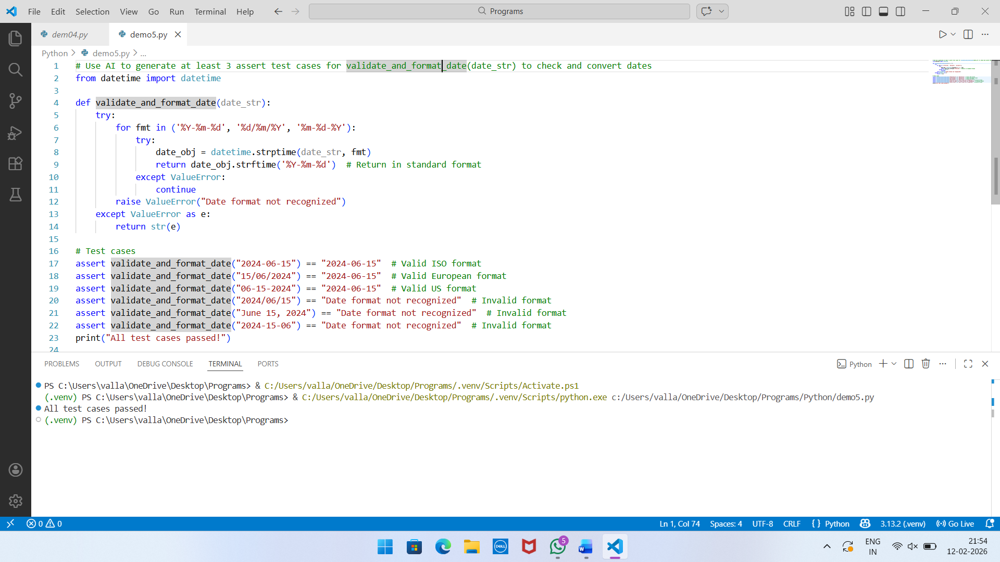 File Edit Selection View Go Run Terminal Help
Programs
dem04.py
demo5.py
Python > demo5.py > ...
1 # Use AI to generate at least 3 assert test cases for validate_and_format_date(date_str) to check and convert dates
2 from datetime import datetime
3
4 def validate_and_format_date(date_str):
5     try:
6         for fmt in ('%Y-%m-%d', '%d/%m/%Y', '%m-%d-%Y'):
7             try:
8                 date_obj = datetime.strptime(date_str, fmt)
9                 return date_obj.strftime('%Y-%m-%d')  # Return in standard format
10             except ValueError:
11                 continue
12         raise ValueError("Date format not recognized")
13     except ValueError as e:
14         return str(e)
15
16 # Test cases
17 assert validate_and_format_date("2024-06-15") == "2024-06-15"  # Valid ISO format
18 assert validate_and_format_date("15/06/2024") == "2024-06-15"  # Valid European format
19 assert validate_and_format_date("06-15-2024") == "2024-06-15"  # Valid US format
20 assert validate_and_format_date("2024/06/15") == "Date format not recognized"  # Invalid format
21 assert validate_and_format_date("June 15, 2024") == "Date format not recognized"  # Invalid format
22 assert validate_and_format_date("2024-15-06") == "Date format not recognized"  # Invalid format
23 print("All test cases passed!")
24
PROBLEMS OUTPUT DEBUG CONSOLE TERMINAL PORTS
Python
PS C:\Users\valla\OneDrive\Desktop\Programs> & C:/Users/valla/OneDrive/Desktop/Programs/.venv/Scripts/Activate.ps1
(.venv) PS C:\Users\valla\OneDrive\Desktop\Programs> & C:/Users/valla/OneDrive/Desktop/Programs/.venv/Scripts/python.exe c:/Users/valla/OneDrive/Desktop/Programs/Python/demo5.py
All test cases passed!
(.venv) PS C:\Users\valla\OneDrive\Desktop\Programs>
0 0 Ln 1, Col 74 Spaces: 4 UTF-8 CRLF {} Python 3.13.2 (.venv) Go Live
DELL
5
W
ENG
IN
21:54
12-02-2026